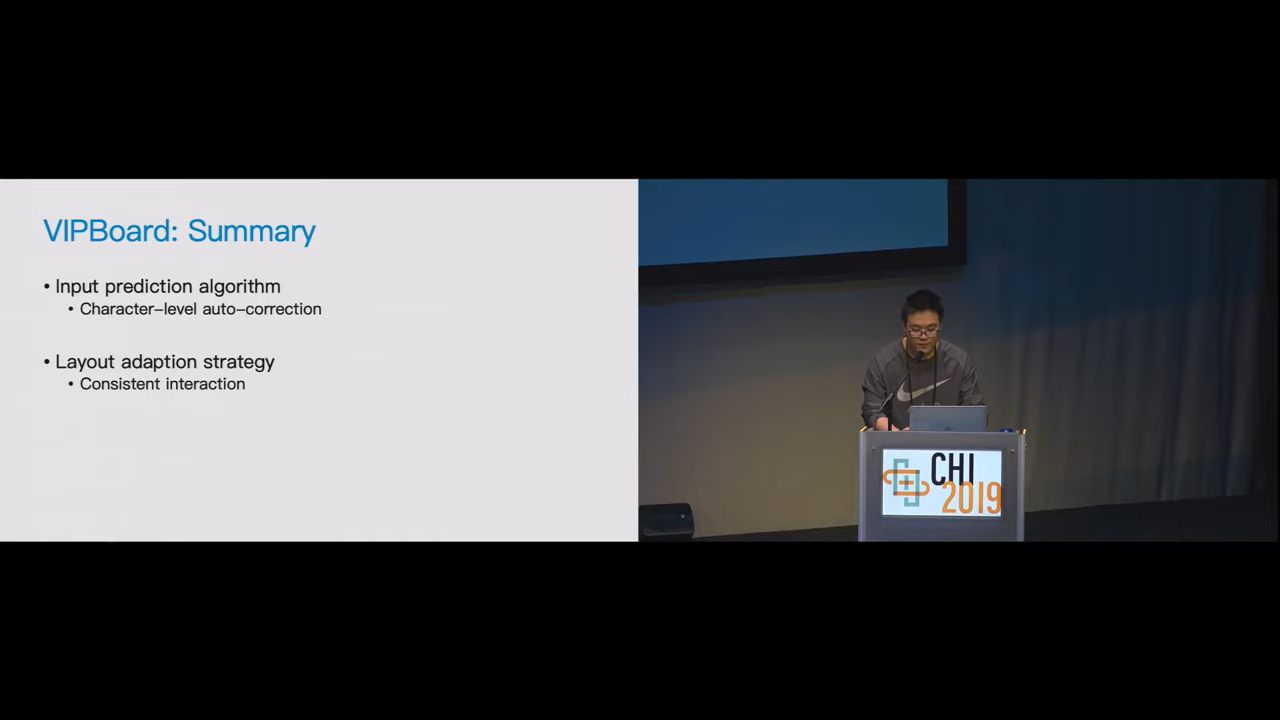 VIPBoard: Summary
• Input prediction algorithm
• Character-level auto-correction
• Layout adaption strategy
• Consistent interaction
CHI
2019